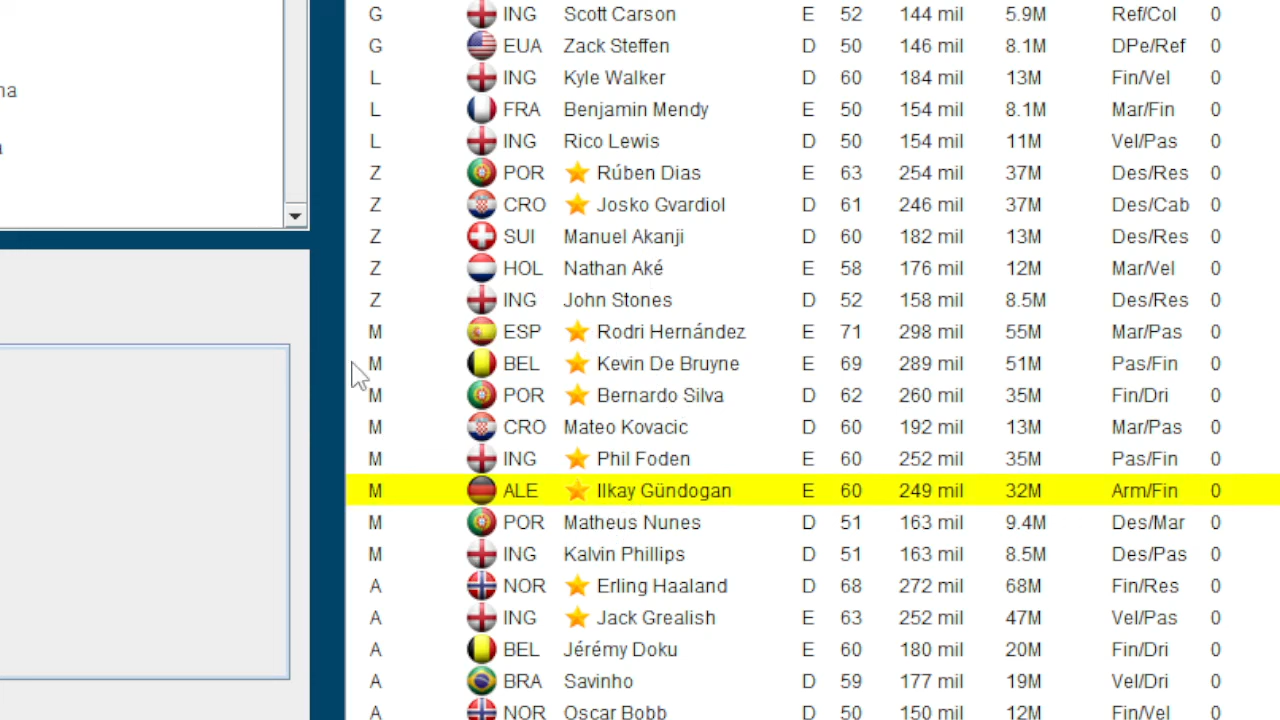 na
G ING Scott Carson E 52 144 mil 5.9M Ref/Col 0
G EUA Zack Steffen D 50 146 mil 8.1M DPe/Ref 0
L ING Kyle Walker D 60 184 mil 13M Fin/Vel 0
L FRA Benjamin Mendy E 50 154 mil 8.1M Mar/Fin 0
L ING Rico Lewis D 50 154 mil 11M Vel/Pas 0
Z POR Rúben Dias E 63 254 mil 37M Des/Res 0
Z CRO Josko Gvardiol D 61 246 mil 37M Des/Cab 0
Z SUI Manuel Akanji D 60 182 mil 13M Des/Res 0
Z HOL Nathan Aké E 58 176 mil 12M Mar/Vel 0
Z ING John Stones D 52 158 mil 8.5M Des/Res 0
M ESP Rodri Hernández E 71 298 mil 55M Mar/Pas 0
M BEL Kevin De Bruyne E 69 289 mil 51M Pas/Fin 0
M POR Bernardo Silva D 62 260 mil 35M Fin/Dri 0
M CRO Mateo Kovacic D 60 192 mil 13M Mar/Pas 0
M ING Phil Foden E 60 252 mil 35M Pas/Fin 0
M ALE Ilkay Gündogan E 60 249 mil 32M Arm/Fin 0
M POR Matheus Nunes D 51 163 mil 9.4M Des/Mar 0
M ING Kalvin Phillips D 51 163 mil 8.5M Des/Pas 0
A NOR Erling Haaland D 68 272 mil 68M Fin/Res 0
A ING Jack Grealish E 63 252 mil 47M Vel/Pas 0
A BEL Jérémy Doku E 60 180 mil 20M Fin/Dri 0
A BRA Savinho D 59 177 mil 19M Vel/Dri 0
A NOR Oscar Bobb D 50 150 mil 12M Fin/Vel 0